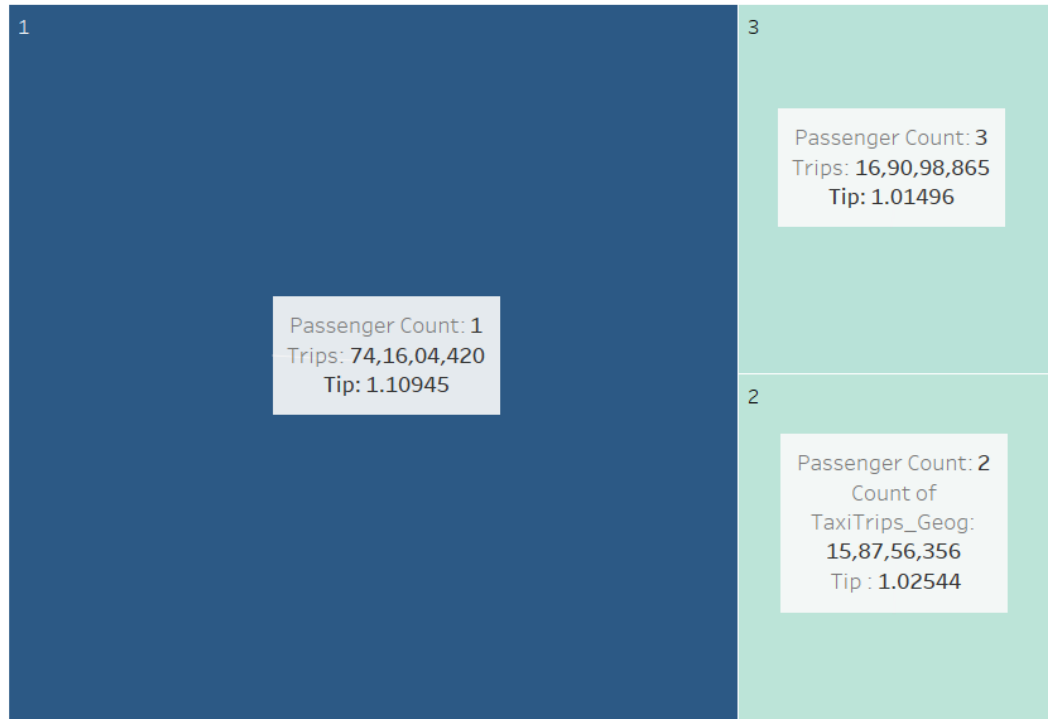 1
Passenger Count: 1
Trips: 74,16,04,420
Tip: 1.10945
3
Passenger Count: 3
Trips: 16,90,98,865
Tip: 1.01496
2
Passenger Count: 2
Count of
TaxiTrips_Geog:
15,87,56,356
Tip : 1.02544